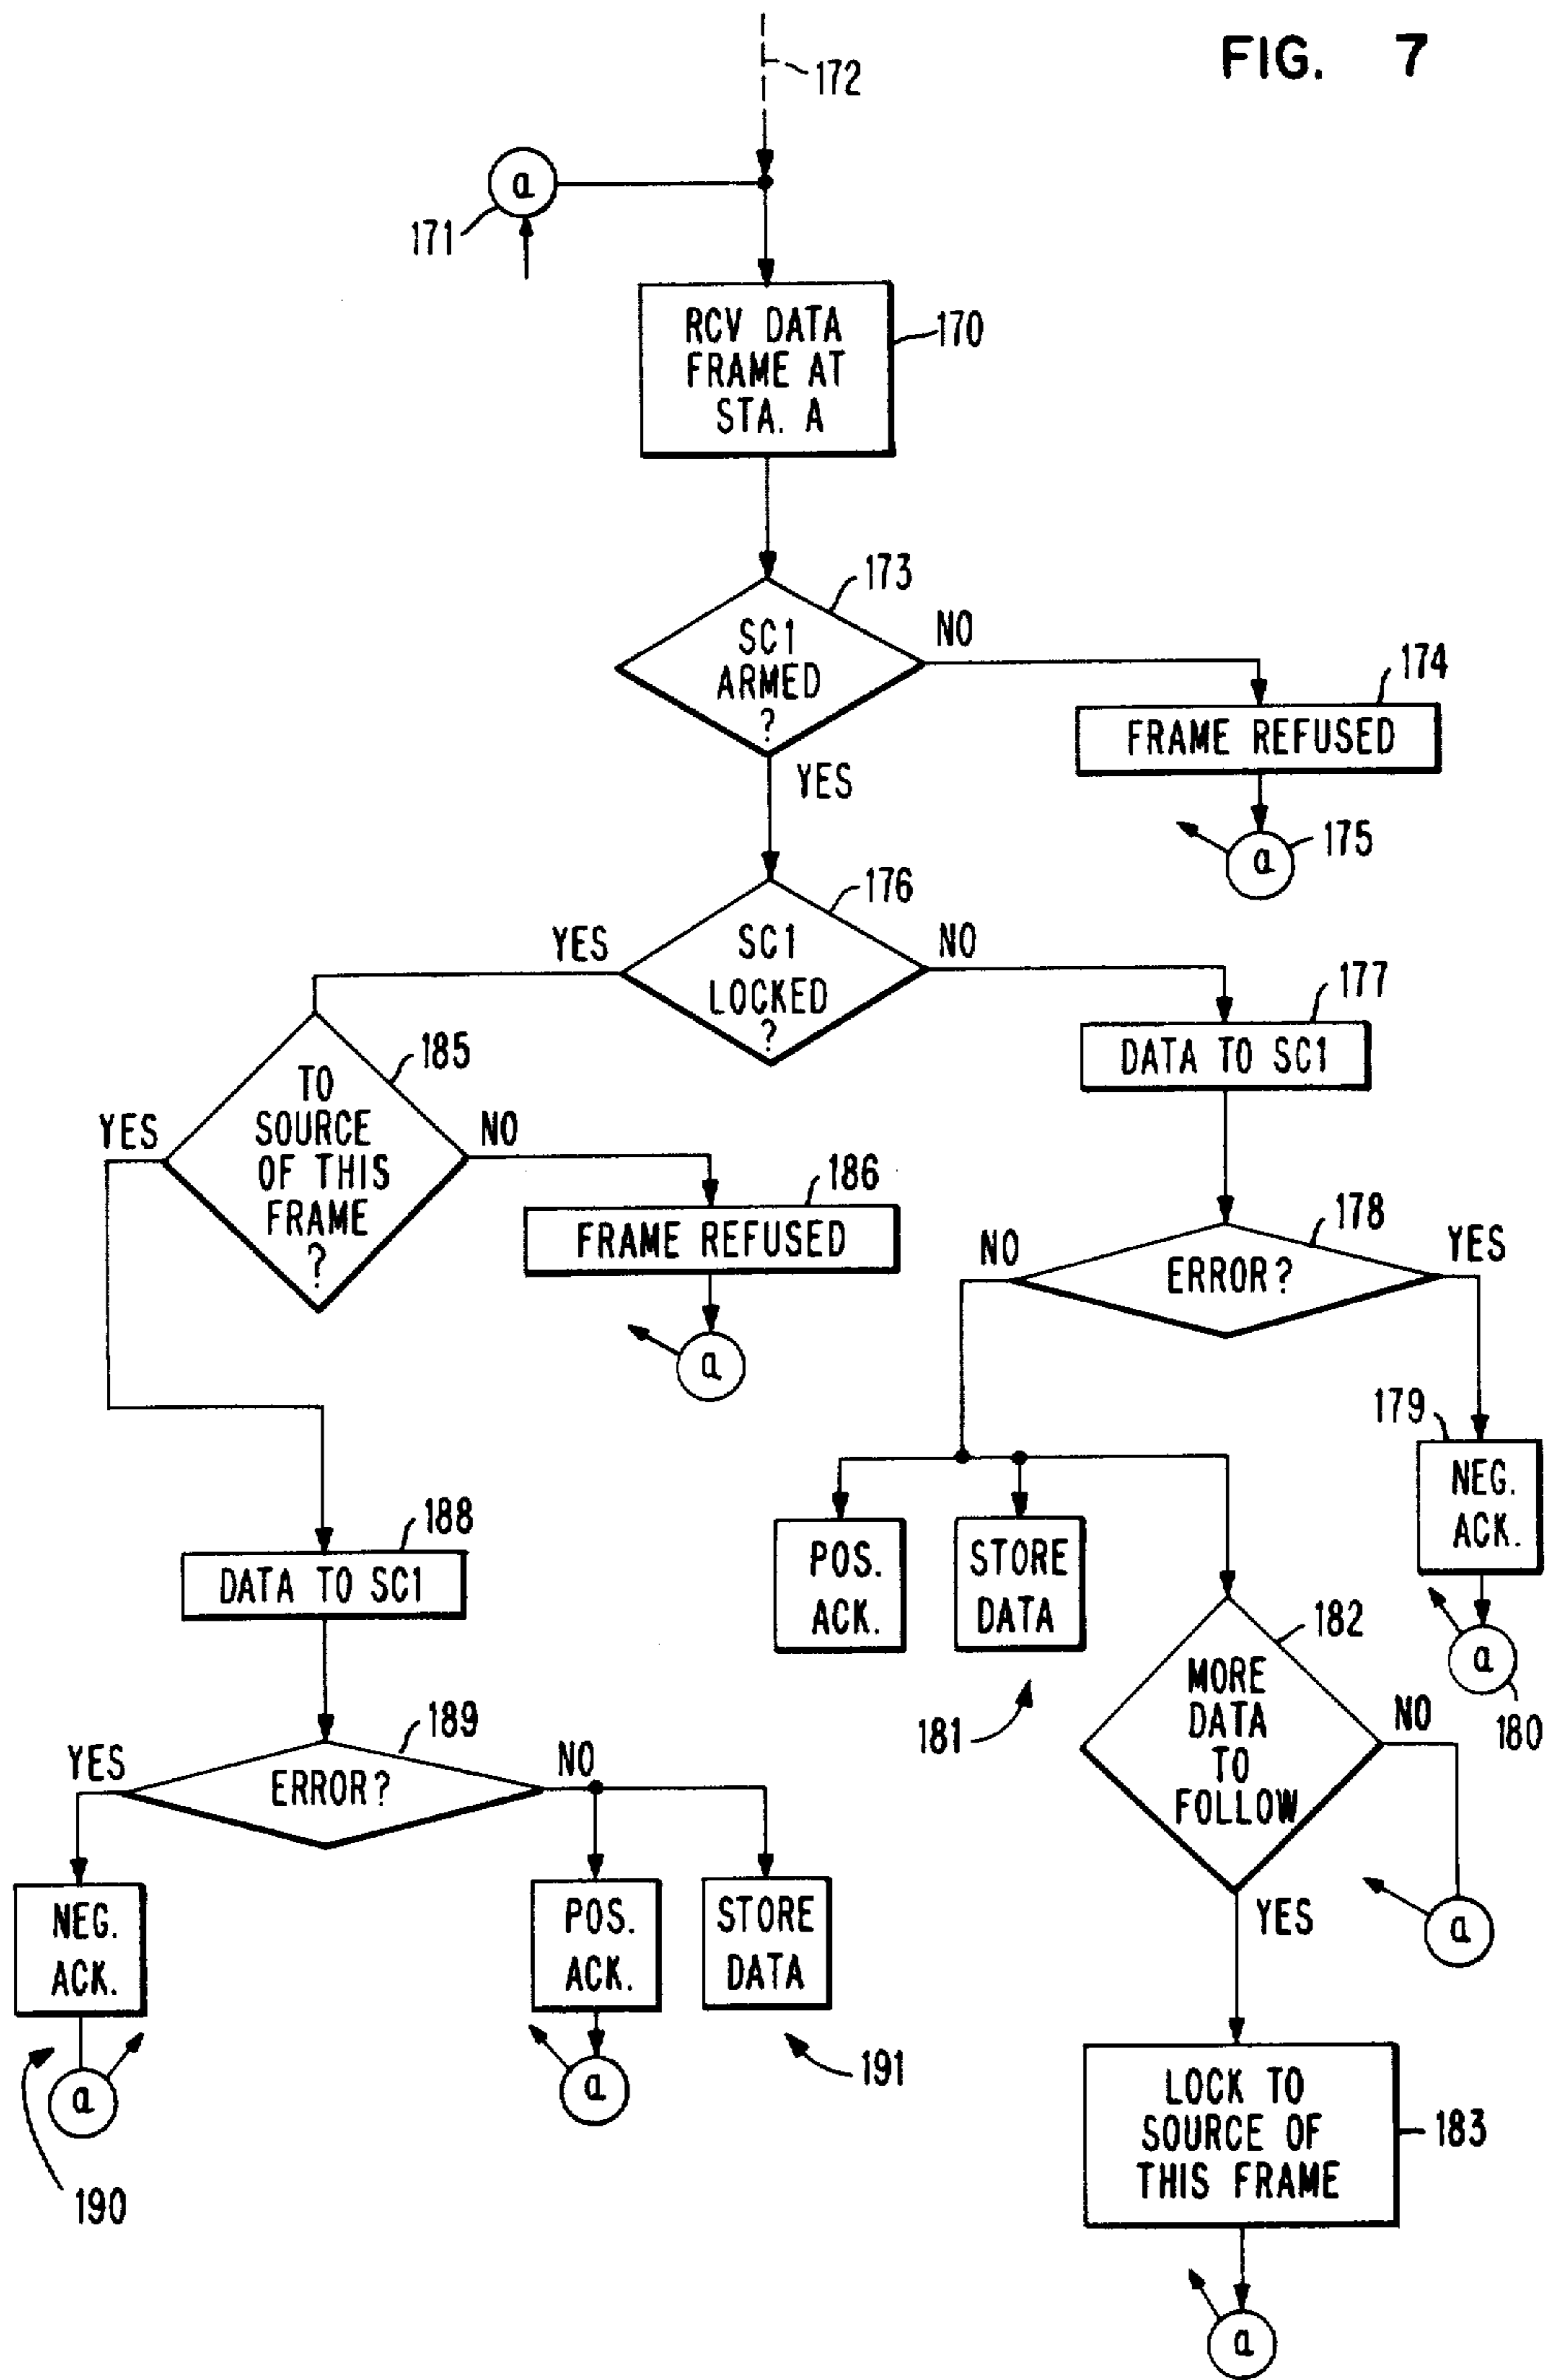 FIG. 7
172
a
171
RCV DATA
FRAME AT
STA. A
170
173
SC1
ARMED
?
NO
YES
174
FRAME REFUSED
a
175
176
YES
SC1
LOCKED
?
NO
177
DATA TO SC1
185
YES
TO
SOURCE
OF THIS
FRAME
?
NO
186
FRAME REFUSED
a
178
NO
ERROR?
YES
179
NEG.
ACK.
a
180
POS.
ACK.
STORE
DATA
181
182
MORE
DATA
TO
FOLLOW
NO
a
YES
188
DATA TO SC1
189
YES
ERROR?
NO
NEG.
ACK.
a
190
POS.
ACK.
a
STORE
DATA
191
LOCK TO
SOURCE OF
THIS FRAME
183
a